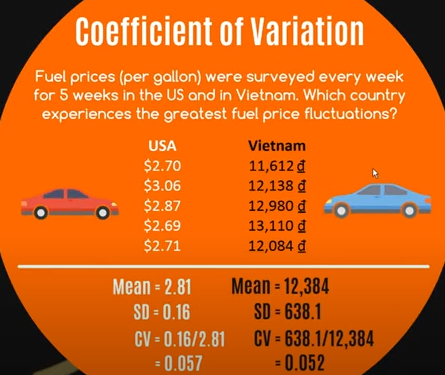 Coefficient of Variation
Fuel prices (per gallon) were surveyed every week
for 5 weeks in the US and in Vietnam. Which country
experiences the greatest fuel price fluctuations?
USA Vietnam
$2.70 11,612 ₫
$3.06 12,138 ₫
$2.87 12,980 ₫
$2.69 13,110 ₫
$2.71 12,084 ₫
Mean = 2.81 Mean = 12,384
SD = 0.16 SD = 638.1
CV = 0.16/2.81 CV = 638.1/12,384
= 0.057 = 0.052